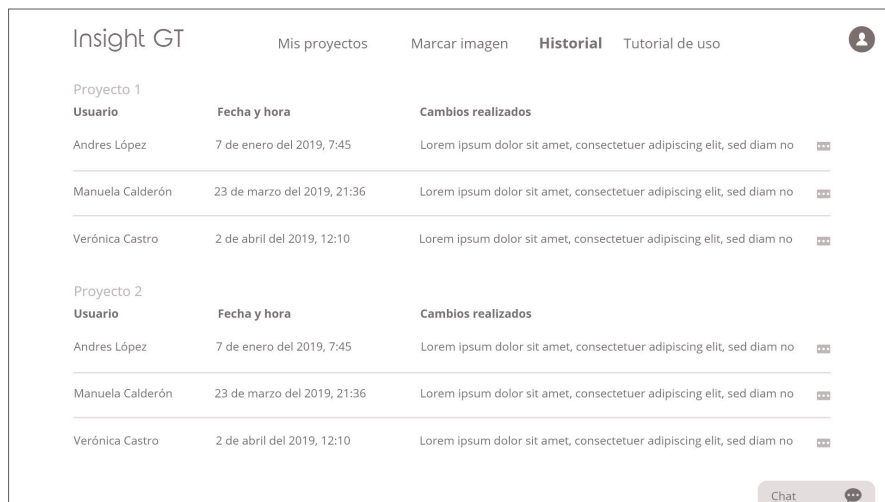 Insight GT Mis proyectos Marcar imagen Historial Tutorial de uso
Proyecto 1
Usuario Fecha y hora Cambios realizados
Andres López 7 de enero del 2019, 7:45 Lorem ipsum dolor sit amet, consectetuer adipiscing elit, sed diam no
Manuela Calderón 23 de marzo del 2019, 21:36 Lorem ipsum dolor sit amet, consectetuer adipiscing elit, sed diam no
Verónica Castro 2 de abril del 2019, 12:10 Lorem ipsum dolor sit amet, consectetuer adipiscing elit, sed diam no
Proyecto 2
Usuario Fecha y hora Cambios realizados
Andres López 7 de enero del 2019, 7:45 Lorem ipsum dolor sit amet, consectetuer adipiscing elit, sed diam no
Manuela Calderón 23 de marzo del 2019, 21:36 Lorem ipsum dolor sit amet, consectetuer adipiscing elit, sed diam no
Verónica Castro 2 de abril del 2019, 12:10 Lorem ipsum dolor sit amet, consectetuer adipiscing elit, sed diam no
Chat